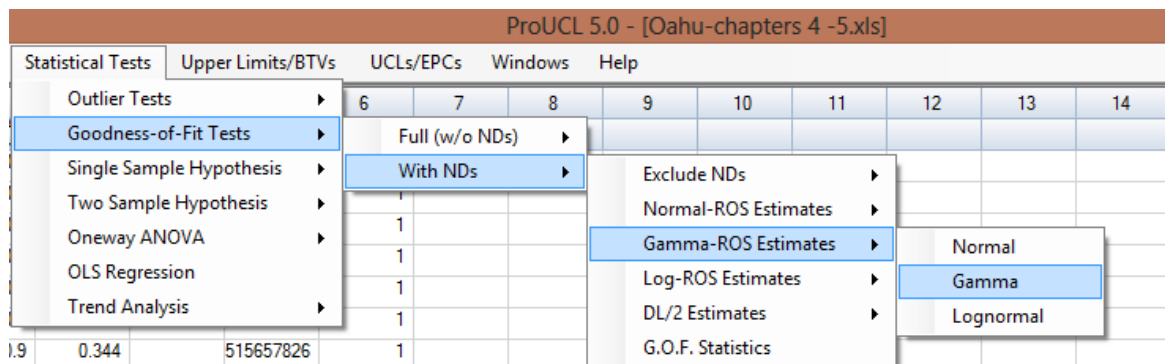 ProUCL 5.0 - [Oahu-chapters 4 -5.xls]
Statistical Tests Upper Limits/BTVs UCLs/EPCs Windows Help
Outlier Tests 6 7 8 9 10 11 12 13 14
Goodness-of-Fit Tests Full (w/o NDs)
Single Sample Hypothesis With NDs Exclude NDs
Two Sample Hypothesis Normal-ROS Estimates
Oneway ANOVA 1 Gamma-ROS Estimates Normal
OLS Regression 1 Log-ROS Estimates Gamma
Trend Analysis 1 DL/2 Estimates Lognormal
0.344 515657826 1 G.O.F. Statistics